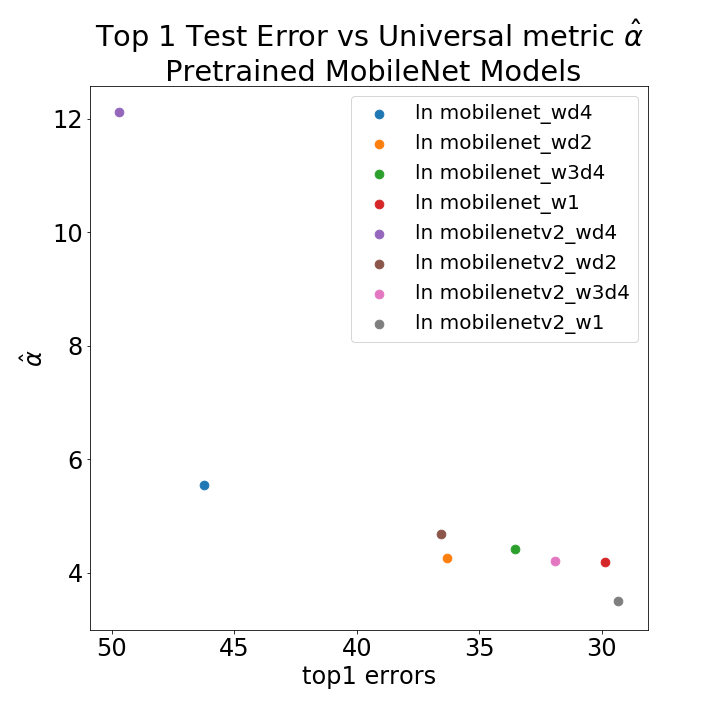 Top 1 Test Error vs Universal metric α̂
Pretrained MobileNet Models
12
10
8
6
4
α̂
ln mobilenet_wd4
ln mobilenet_wd2
ln mobilenet_w3d4
ln mobilenet_w1
ln mobilenetv2_wd4
ln mobilenetv2_wd2
ln mobilenetv2_w3d4
ln mobilenetv2_w1
50 45 40 35 30
top1 errors